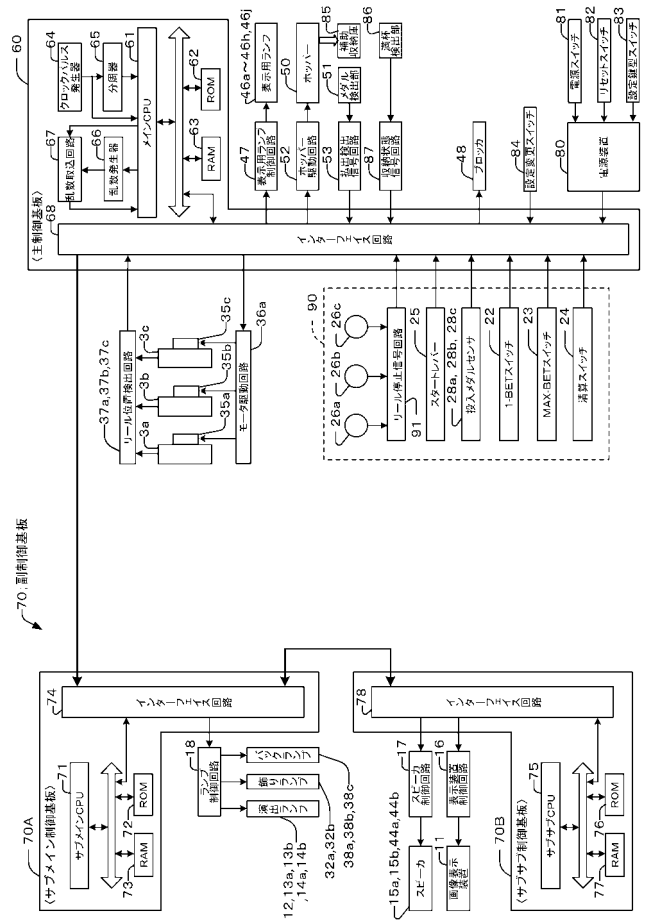 60
〈主制御基板〉
64
クロックパルス
発生器
65
分周器
61
メインCPU
62
ROM
63
RAM
66
乱数発生器
67
乱数取込回路
68
インターフェイス回路
46a～46h,46j
表示用ランプ
47
表示用ランプ
制御回路
50
ホッパー
52
ホッパー
駆動回路
85
補助
収納庫
51
メダル
検出部
53
払出検出
信号回路
86
満杯
検出部
87
収納状態
信号回路
48
ブロッカ
84
設定変更スイッチ
81
電源スイッチ
82
リセットスイッチ
83
設定鍵型スイッチ
80
電源装置
37a,37b,37c
リール位置検出回路
3a
3b
3c
35a
35b
35c
36a
モータ駆動回路
90
26a
26b
26c
リール停止信号回路
91
25
スタートレバー
28a, 28b, 28c
投入メダルセンサ
22
1-BETスイッチ
23
MAX-BETスイッチ
24
清算スイッチ
70;副制御基板
70A
〈サブメイン制御基板〉
71
サブメインCPU
72
ROM
73
RAM
74
インターフェイス回路
18
ランプ
制御回路
バックランプ
38a,38b,38c
飾りランプ
32a,32b
演出ランプ
12,13a,13b
,14a,14b
70B
〈サブサブ制御基板〉
75
サブサブCPU
76
ROM
77
RAM
78
インターフェイス回路
17
スピーカ
制御回路
16
表示装置
制御回路
15a,15b,44a,44b
スピーカ
11
画像表示
装置